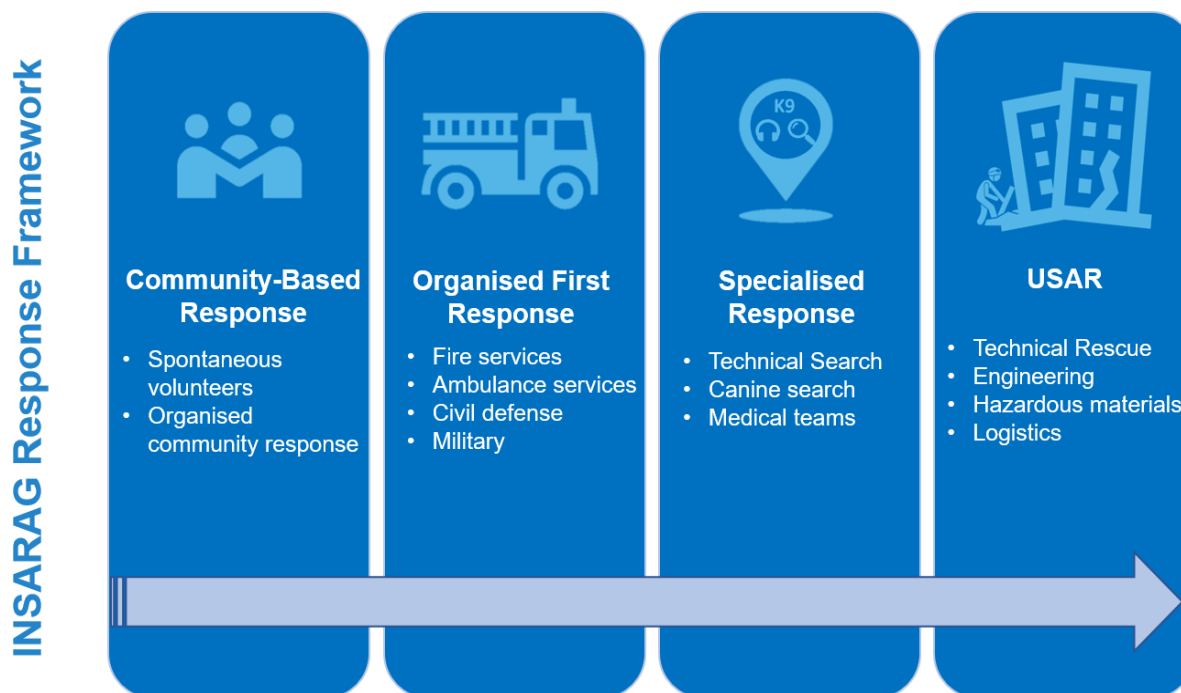 INSARAG Response Framework
K9
Community-Based
Response
• Spontaneous
volunteers
• Organised
community response
Organised First
Response
• Fire services
• Ambulance services
• Civil defense
• Military
Specialised
Response
• Technical Search
• Canine search
• Medical teams
USAR
• Technical Rescue
• Engineering
• Hazardous materials
• Logistics